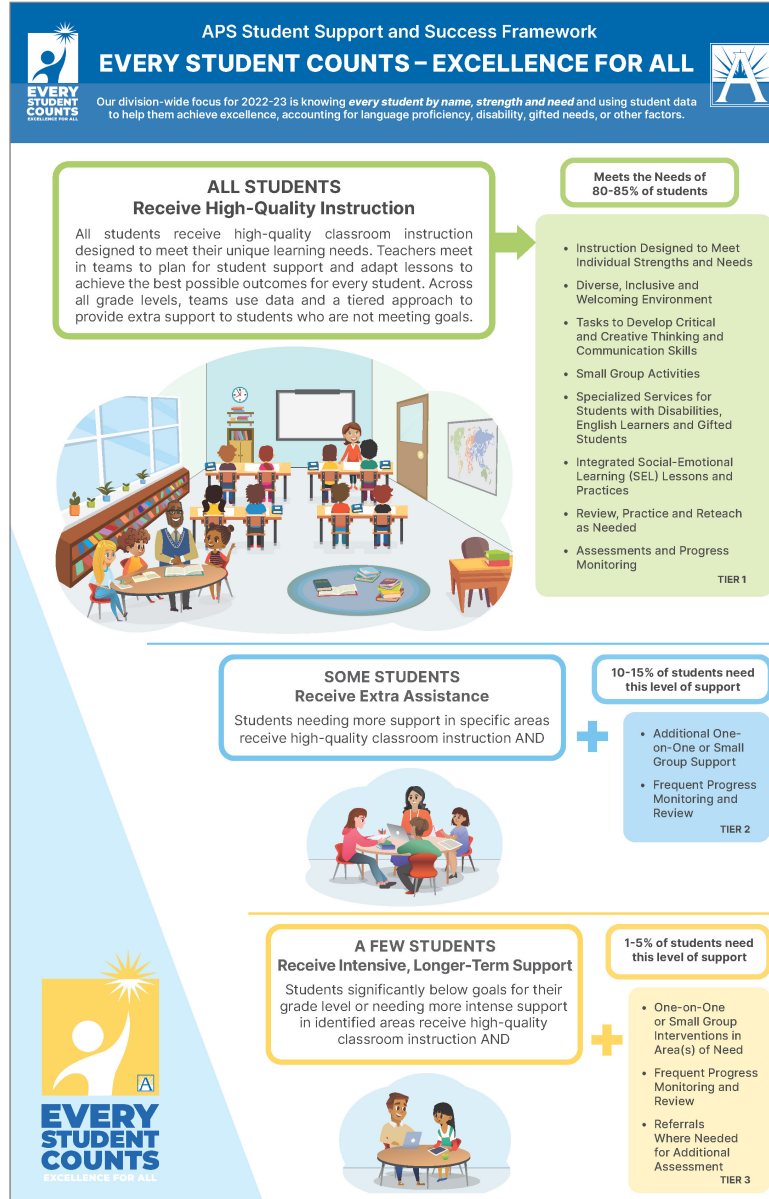 APS Student Support and Success Framework
EVERY STUDENT COUNTS – EXCELLENCE FOR ALL
EVERY
STUDENT
COUNTS
EXCELLENCE FOR ALL
A
Our division-wide focus for 2022-23 is knowing every student by name, strength and need and using student data
to help them achieve excellence, accounting for language proficiency, disability, gifted needs, or other factors.
ALL STUDENTS
Receive High-Quality Instruction
All students receive high-quality classroom instruction
designed to meet their unique learning needs. Teachers meet
in teams to plan for student support and adapt lessons to
achieve the best possible outcomes for every student. Across
all grade levels, teams use data and a tiered approach to
provide extra support to students who are not meeting goals.
Meets the Needs of
80-85% of students
• Instruction Designed to Meet
Individual Strengths and Needs
• Diverse, Inclusive and
Welcoming Environment
• Tasks to Develop Critical
and Creative Thinking and
Communication Skills
• Small Group Activities
• Specialized Services for
Students with Disabilities,
English Learners and Gifted
Students
• Integrated Social-Emotional
Learning (SEL) Lessons and
Practices
• Review, Practice and Reteach
as Needed
• Assessments and Progress
Monitoring
TIER 1
SOME STUDENTS
Receive Extra Assistance
Students needing more support in specific areas
receive high-quality classroom instruction AND
10-15% of students need
this level of support
• Additional One-
on-One or Small
Group Support
• Frequent Progress
Monitoring and
Review
TIER 2
A FEW STUDENTS
Receive Intensive, Longer-Term Support
Students significantly below goals for their
grade level or needing more intense support
in identified areas receive high-quality
classroom instruction AND
1-5% of students need
this level of support
• One-on-One
or Small Group
Interventions in
Area(s) of Need
• Frequent Progress
Monitoring and
Review
• Referrals
Where Needed
for Additional
Assessment
TIER 3
A
EVERY
STUDENT
COUNTS
EXCELLENCE FOR ALL